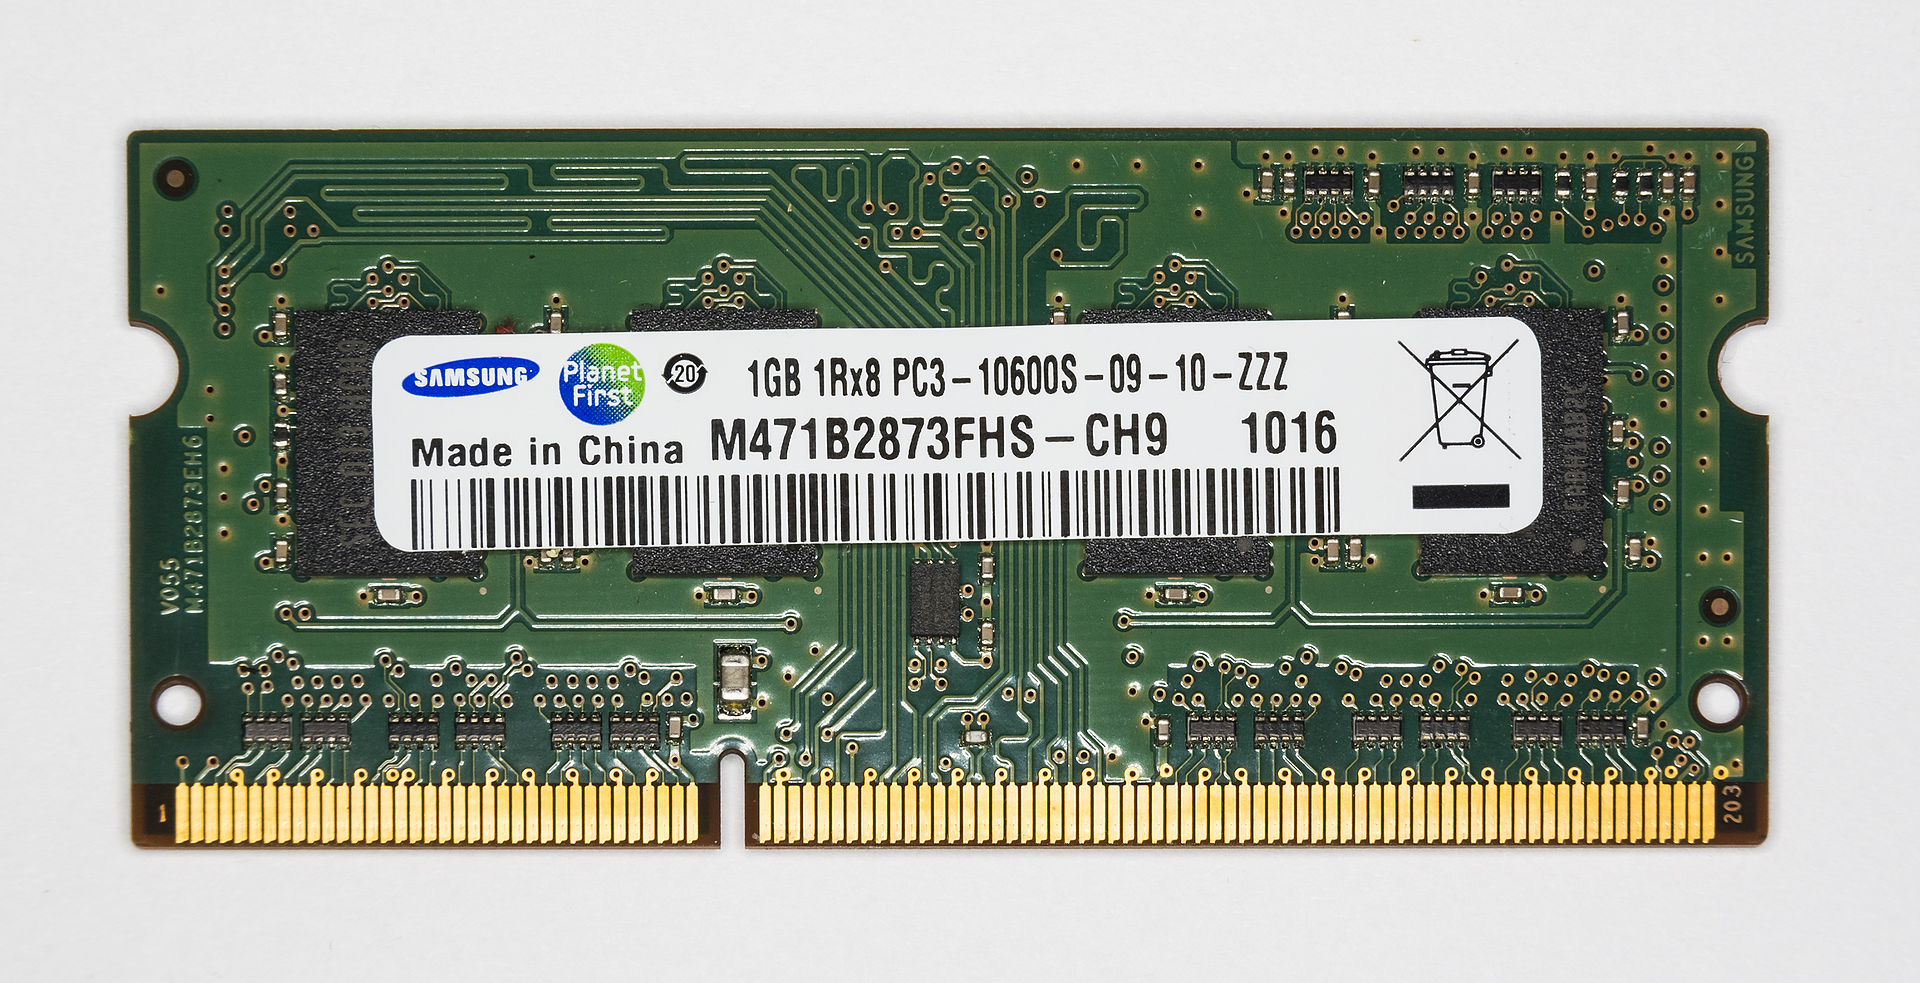 SAMSUNG
SAMSUNG
Planet
First
20
1GB 1Rx8 PC3-10600S-09-10-ZZZ
Made in China
M471B2873FHS-CH9
1016
V055
M471B2873EH6
1
203